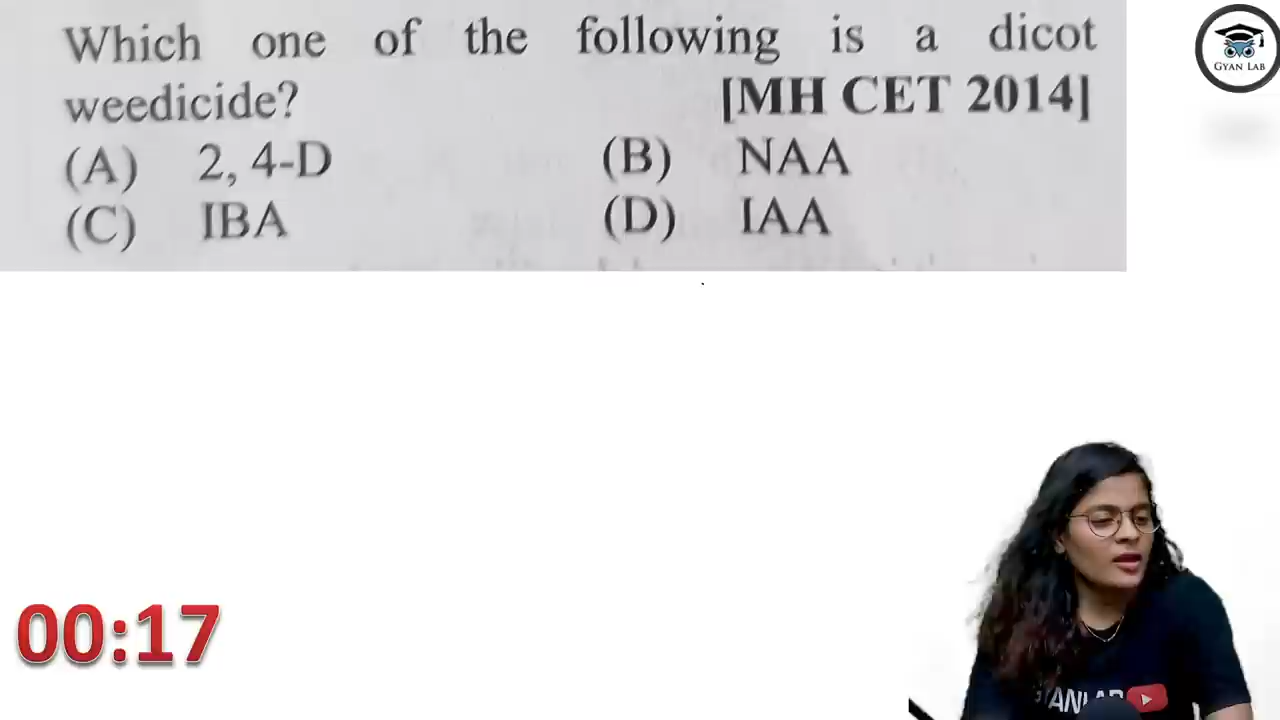 Which one of the following is a dicot
weedicide? [MH CET 2014]
(A) 2, 4-D (B) NAA
(C) IBA (D) IAA
GYAN LAB
00:17